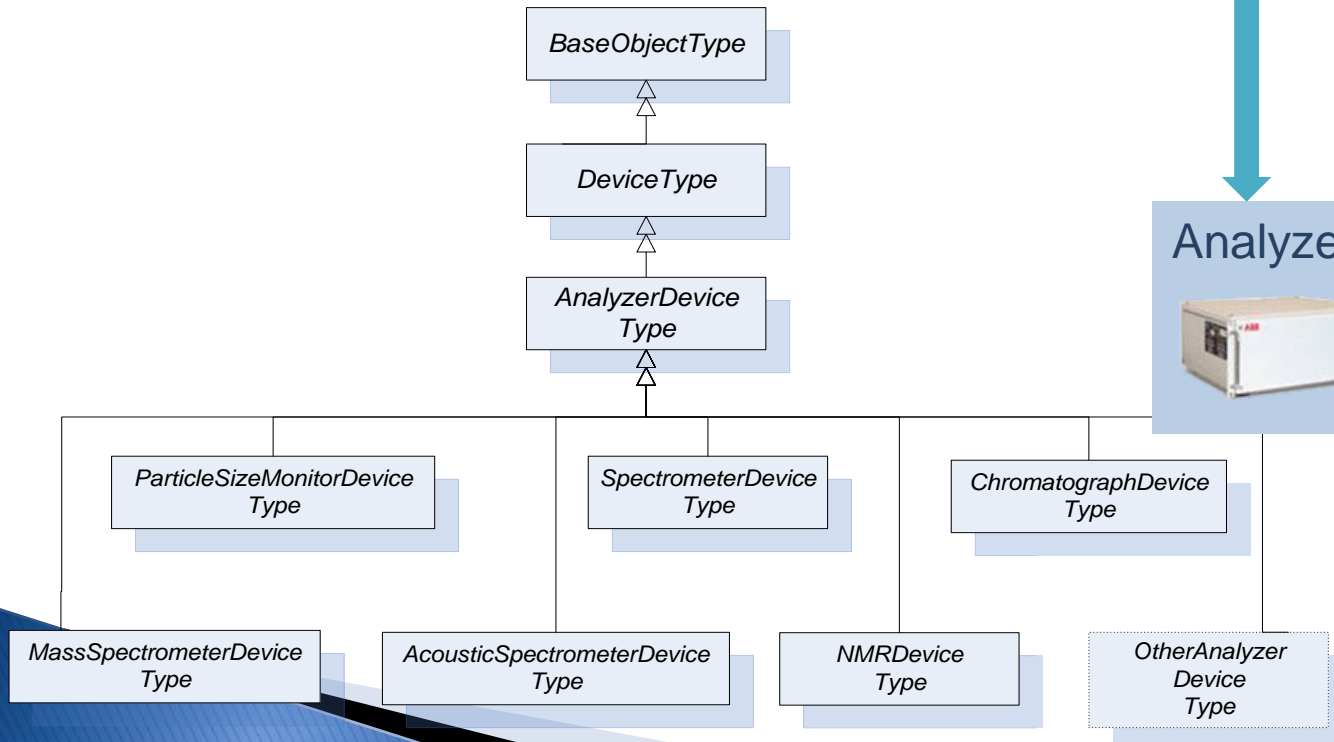 BaseObjectType
DeviceType
Analyze
AnalyzerDevice
Type
ABB
ParticleSizeMonitorDevice
Type
SpectrometerDevice
Type
ChromatographDevice
Type
MassSpectrometerDevice
Type
AcousticSpectrometerDevice
Type
NMRDevice
Type
OtherAnalyzer
Device
Type